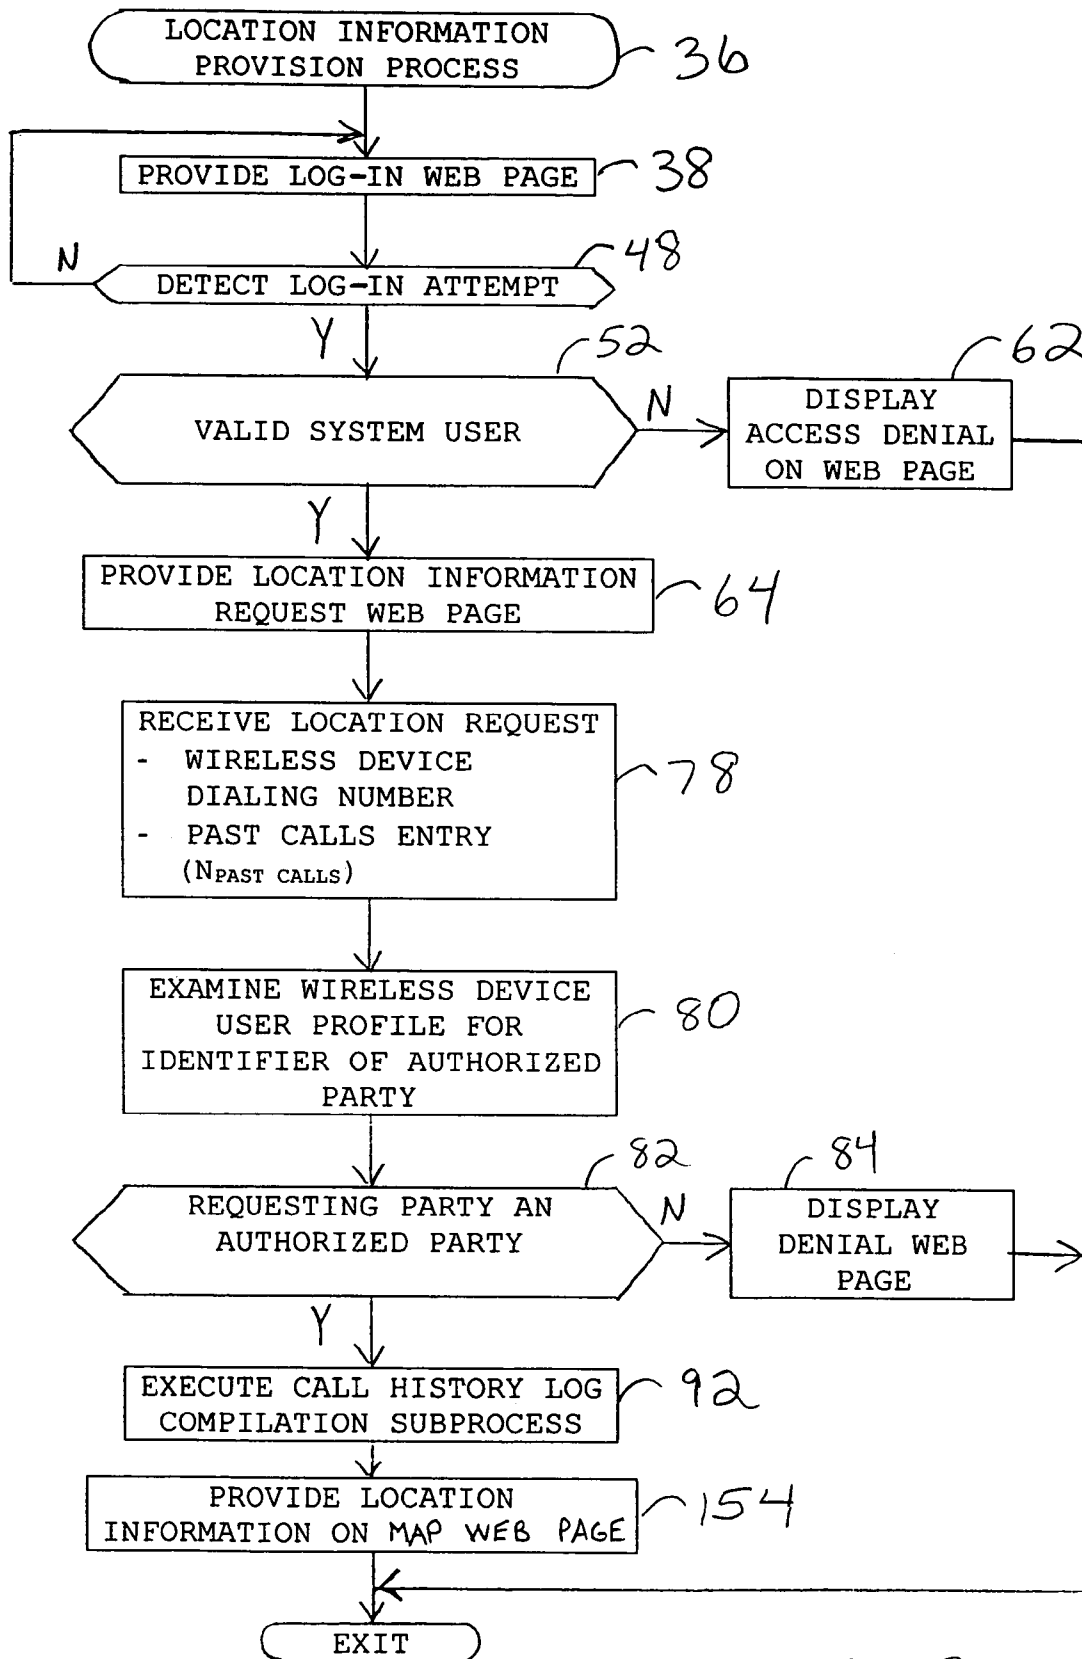 LOCATION INFORMATION
PROVISION PROCESS
36
PROVIDE LOG-IN WEB PAGE
38
N
DETECT LOG-IN ATTEMPT
48
Y
52
VALID SYSTEM USER
N
62
DISPLAY
ACCESS DENIAL
ON WEB PAGE
Y
PROVIDE LOCATION INFORMATION
REQUEST WEB PAGE
64
RECEIVE LOCATION REQUEST
- WIRELESS DEVICE
DIALING NUMBER
- PAST CALLS ENTRY
(NPAST CALLS)
78
EXAMINE WIRELESS DEVICE
USER PROFILE FOR
IDENTIFIER OF AUTHORIZED
PARTY
80
82
REQUESTING PARTY AN
AUTHORIZED PARTY
N
84
DISPLAY
DENIAL WEB
PAGE
Y
EXECUTE CALL HISTORY LOG
COMPILATION SUBPROCESS
92
PROVIDE LOCATION
INFORMATION ON MAP WEB PAGE
154
EXIT